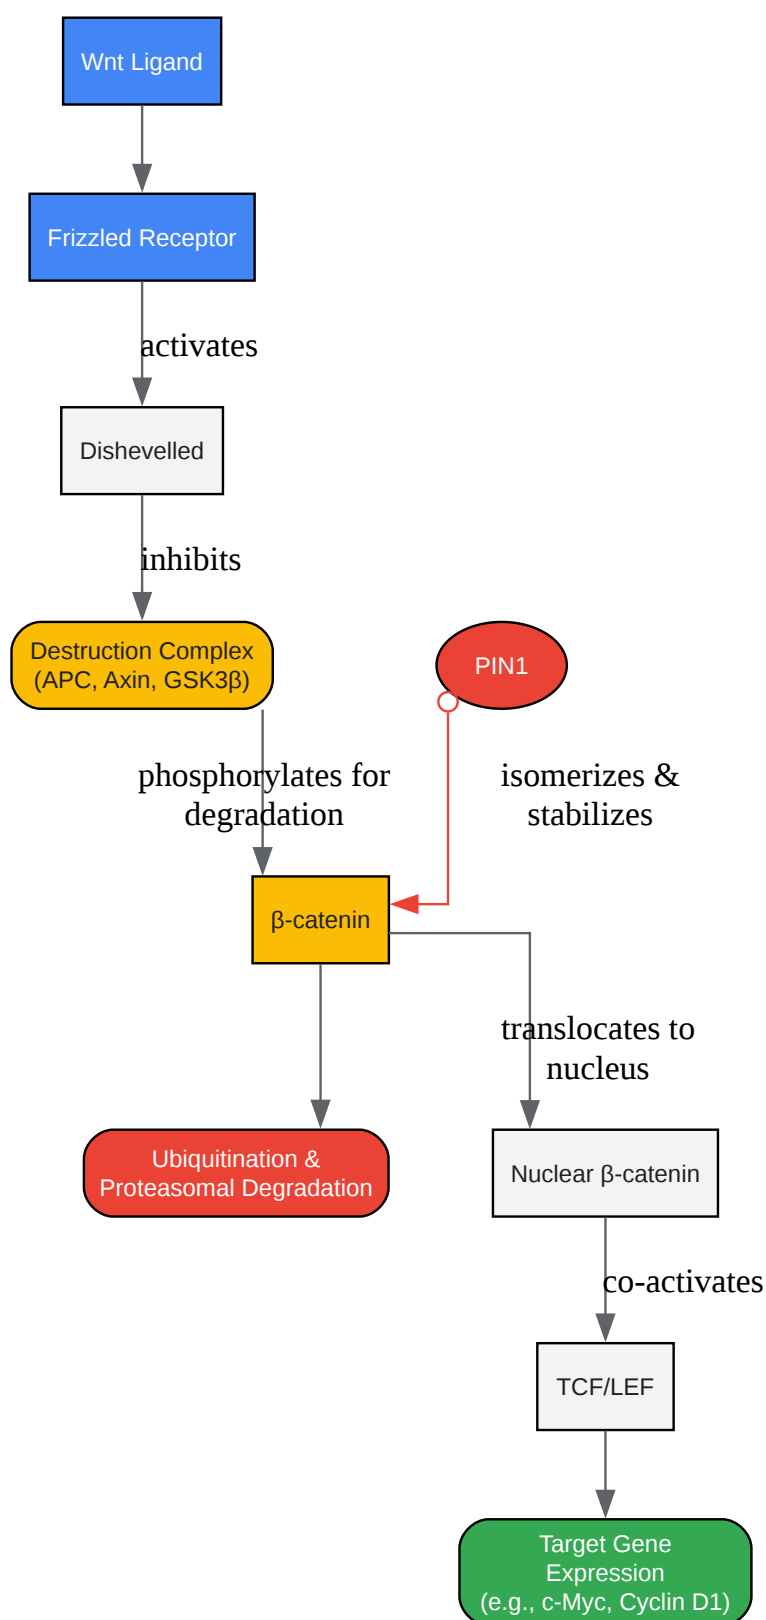 Wnt Ligand
Frizzled Receptor
activates
Dishevelled
inhibits
Destruction Complex
(APC, Axin, GSK3β)
PIN1
phosphorylates for
degradation
isomerizes &
stabilizes
β-catenin
translocates to
nucleus
Ubiquitination &
Proteasomal Degradation
Nuclear β-catenin
co-activates
TCF/LEF
Target Gene
Expression
(e.g., c-Myc, Cyclin D1)